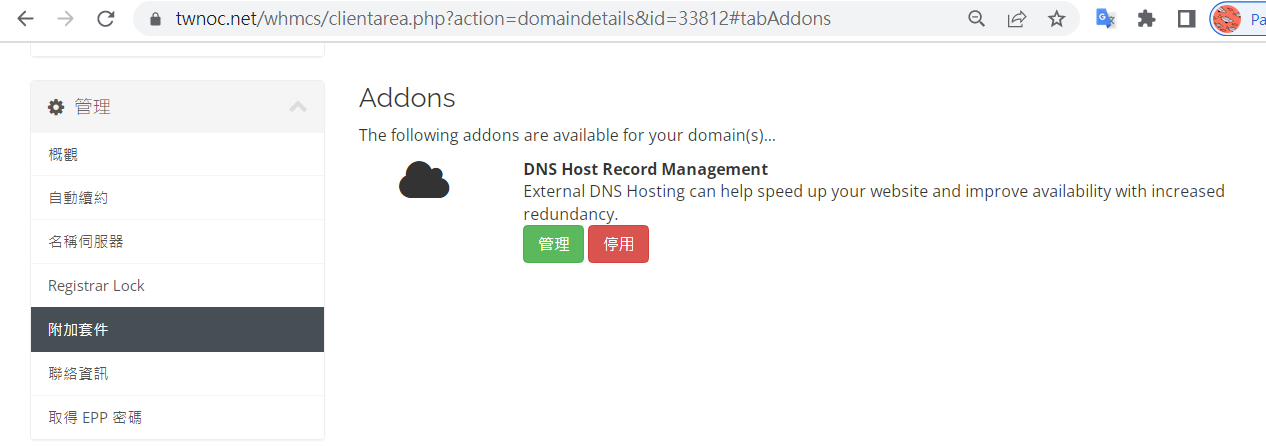 twnoc.net/whmcs/clientarea.php?action=domaindetails&id=33812#tabAddons
Pa
管理
概觀
自動續約
名稱伺服器
Registrar Lock
附加套件
聯絡資訊
取得 EPP 密碼
Addons
The following addons are available for your domain(s)...
DNS Host Record Management
External DNS Hosting can help speed up your website and improve availability with increased
redundancy.
管理 停用